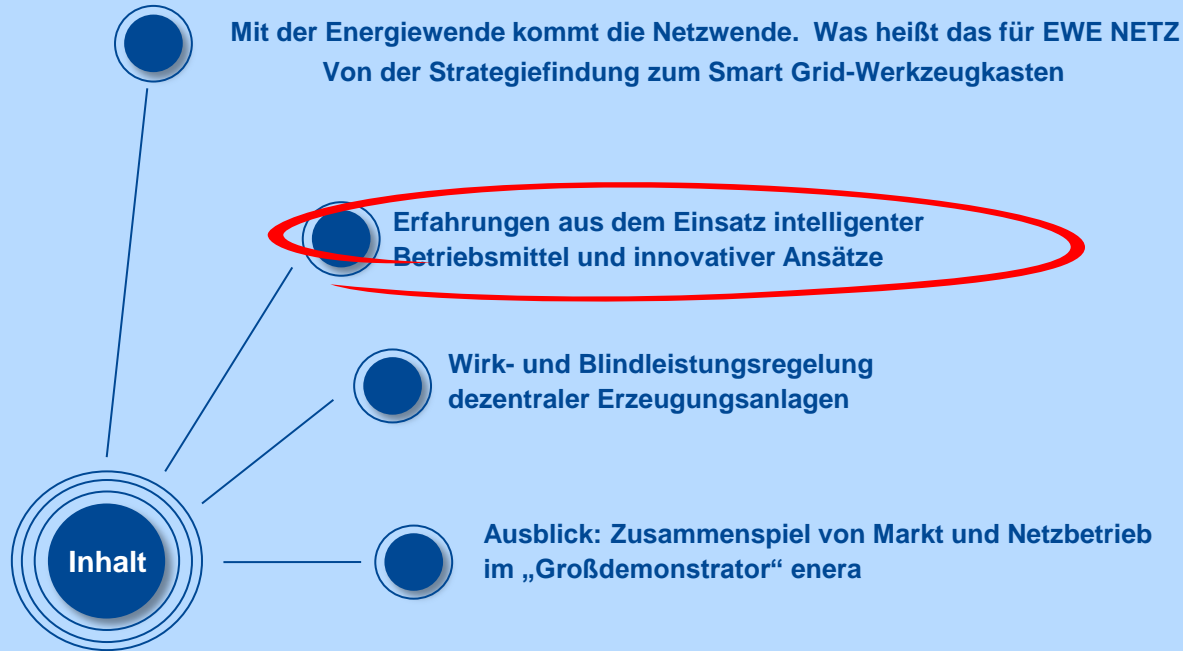 Mit der Energiewende kommt die Netzwende. Was heißt das für EWE NETZ
Von der Strategiefindung zum Smart Grid-Werkzeugkasten
Erfahrungen aus dem Einsatz intelligenter
Betriebsmittel und innovativer Ansätze
Wirk- und Blindleistungsregelung
dezentraler Erzeugungsanlagen
Inhalt
Ausblick: Zusammenspiel von Markt und Netzbetrieb
im „Großdemonstrator“ enera